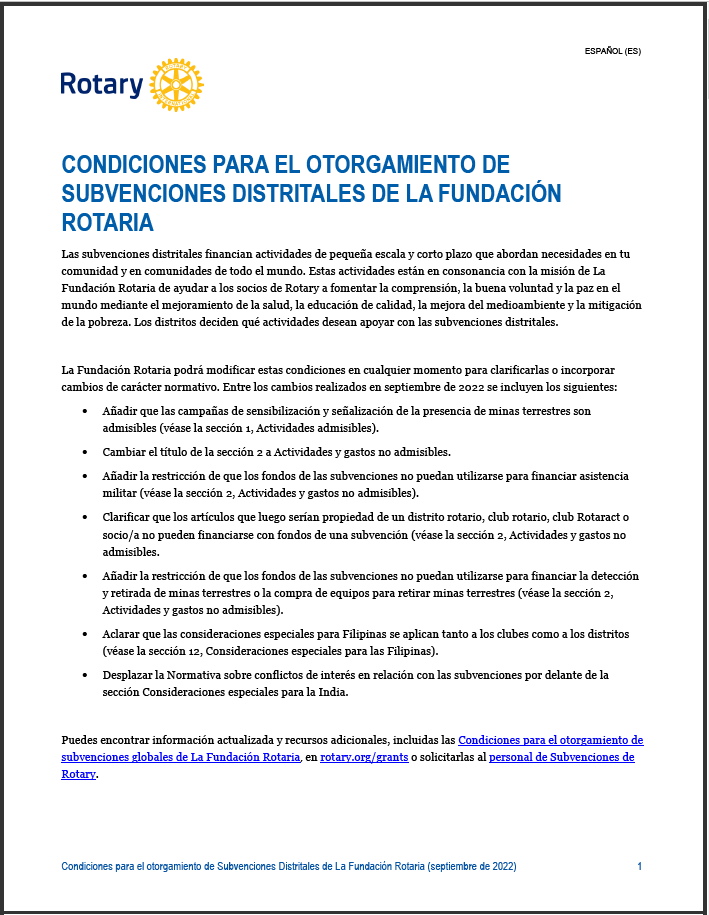 ESPAÑOL (ES)
Rotary
CONDICIONES PARA EL OTORGAMIENTO DE
SUBVENCIONES DISTRITALES DE LA FUNDACIÓN
ROTARIA
Las subvenciones distritales financian actividades de pequeña escala y corto plazo que abordan necesidades en tu
comunidad y en comunidades de todo el mundo. Estas actividades están en consonancia con la misión de La
Fundación Rotaria de ayudar a los socios de Rotary a fomentar la comprensión, la buena voluntad y la paz en el
mundo mediante el mejoramiento de la salud, la educación de calidad, la mejora del medioambiente y la mitigación
de la pobreza. Los distritos deciden qué actividades desean apoyar con las subvenciones distritales.
La Fundación Rotaria podrá modificar estas condiciones en cualquier momento para clarificarlas o incorporar
cambios de carácter normativo. Entre los cambios realizados en septiembre de 2022 se incluyen los siguientes:
• Añadir que las campañas de sensibilización y señalización de la presencia de minas terrestres son
admisibles (véase la sección 1, Actividades admisibles).
• Cambiar el título de la sección 2 a Actividades y gastos no admisibles.
• Añadir la restricción de que los fondos de las subvenciones no puedan utilizarse para financiar asistencia
militar (véase la sección 2, Actividades y gastos no admisibles).
• Clarificar que los artículos que luego serían propiedad de un distrito rotario, club rotario, club Rotaract o
socio/a no pueden financiarse con fondos de una subvención (véase la sección 2, Actividades y gastos no
admisibles.
• Añadir la restricción de que los fondos de las subvenciones no puedan utilizarse para financiar la detección
y retirada de minas terrestres o la compra de equipos para retirar minas terrestres (véase la sección 2,
Actividades y gastos no admisibles).
• Aclarar que las consideraciones especiales para Filipinas se aplican tanto a los clubes como a los distritos
(véase la sección 12, Consideraciones especiales para las Filipinas).
• Desplazar la Normativa sobre conflictos de interés en relación con las subvenciones por delante de la
sección Consideraciones especiales para la India.
Puedes encontrar información actualizada y recursos adicionales, incluidas las Condiciones para el otorgamiento de
subvenciones globales de La Fundación Rotaria, en rotary.org/grants o solicitarlas al personal de Subvenciones de
Rotary.
Condiciones para el otorgamiento de Subvenciones Distritales de La Fundación Rotaria (septiembre de 2022) 1